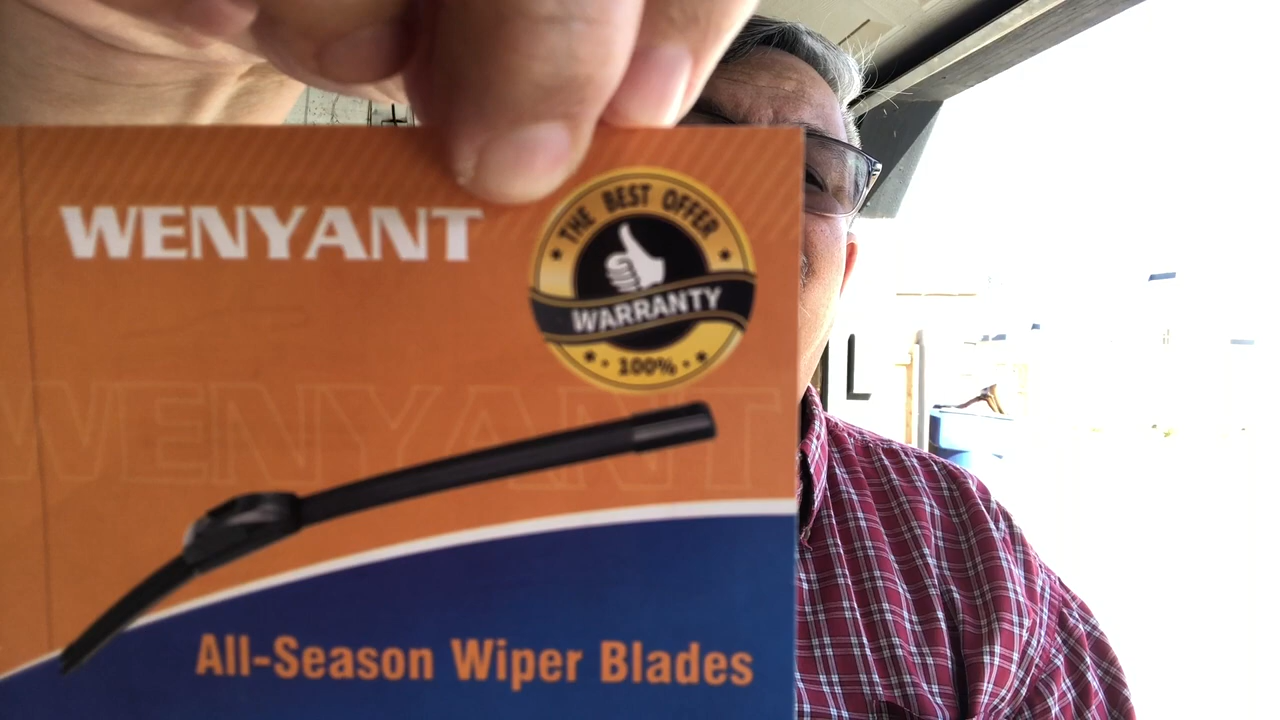 WENYANT
THE BEST OFFER
WARRANTY
100%
WENYANT
All-Season Wiper Blades